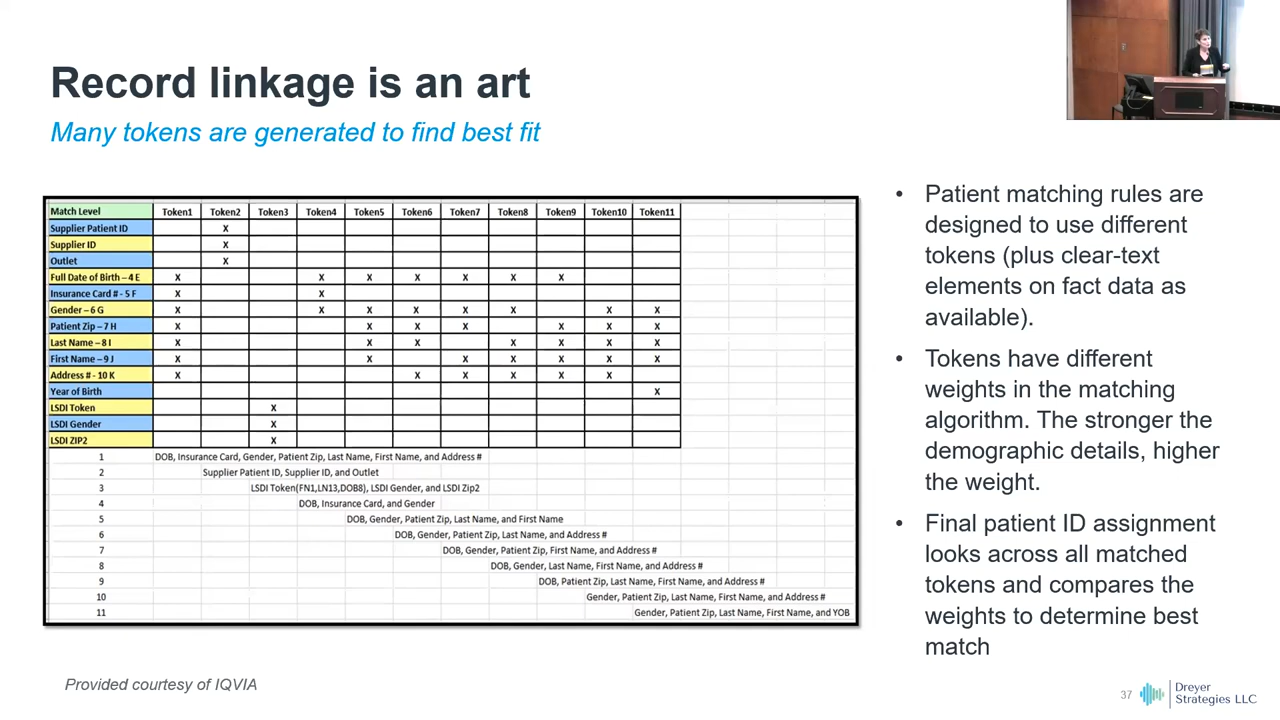 Record linkage is an art
Many tokens are generated to find best fit
Match Level Token1 Token2 Token3 Token4 Token5 Token6 Token7 Token8 Token9 Token10 Token11
Supplier Patient ID X
Supplier ID X
Outlet X
Full Date of Birth – 4 E X X X X X X X
Insurance Card # - 5 F X X
Gender – 6 G X X X X X X X X
Patient Zip – 7 H X X X X X X X
Last Name – 8 I X X X X X X X
First Name – 9 J X X X X X X X
Address # - 10 K X X X X X X
Year of Birth X
LSDI Token X
LSDI Gender X
LSDI ZIP2 X
1 DOB, Insurance Card, Gender, Patient Zip, Last Name, First Name, and Address #
2 Supplier Patient ID, Supplier ID, and Outlet
3 LSDI Token(FN1,LN13,DOB8), LSDI Gender, and LSDI Zip2
4 DOB, Insurance Card, and Gender
5 DOB, Gender, Patient Zip, Last Name, and First Name
6 DOB, Gender, Patient Zip, Last Name, and Address #
7 DOB, Gender, Patient Zip, First Name, and Address #
8 DOB, Gender, Last Name, First Name, and Address #
9 DOB, Patient Zip, Last Name, First Name, and Address #
10 Gender, Patient Zip, Last Name, First Name, and Address #
11 Gender, Patient Zip, Last Name, First Name, and YOB
• Patient matching rules are
designed to use different
tokens (plus clear-text
elements on fact data as
available).
• Tokens have different
weights in the matching
algorithm. The stronger the
demographic details, higher
the weight.
• Final patient ID assignment
looks across all matched
tokens and compares the
weights to determine best
match
Provided courtesy of IQVIA
37
Dreyer
Strategies LLC